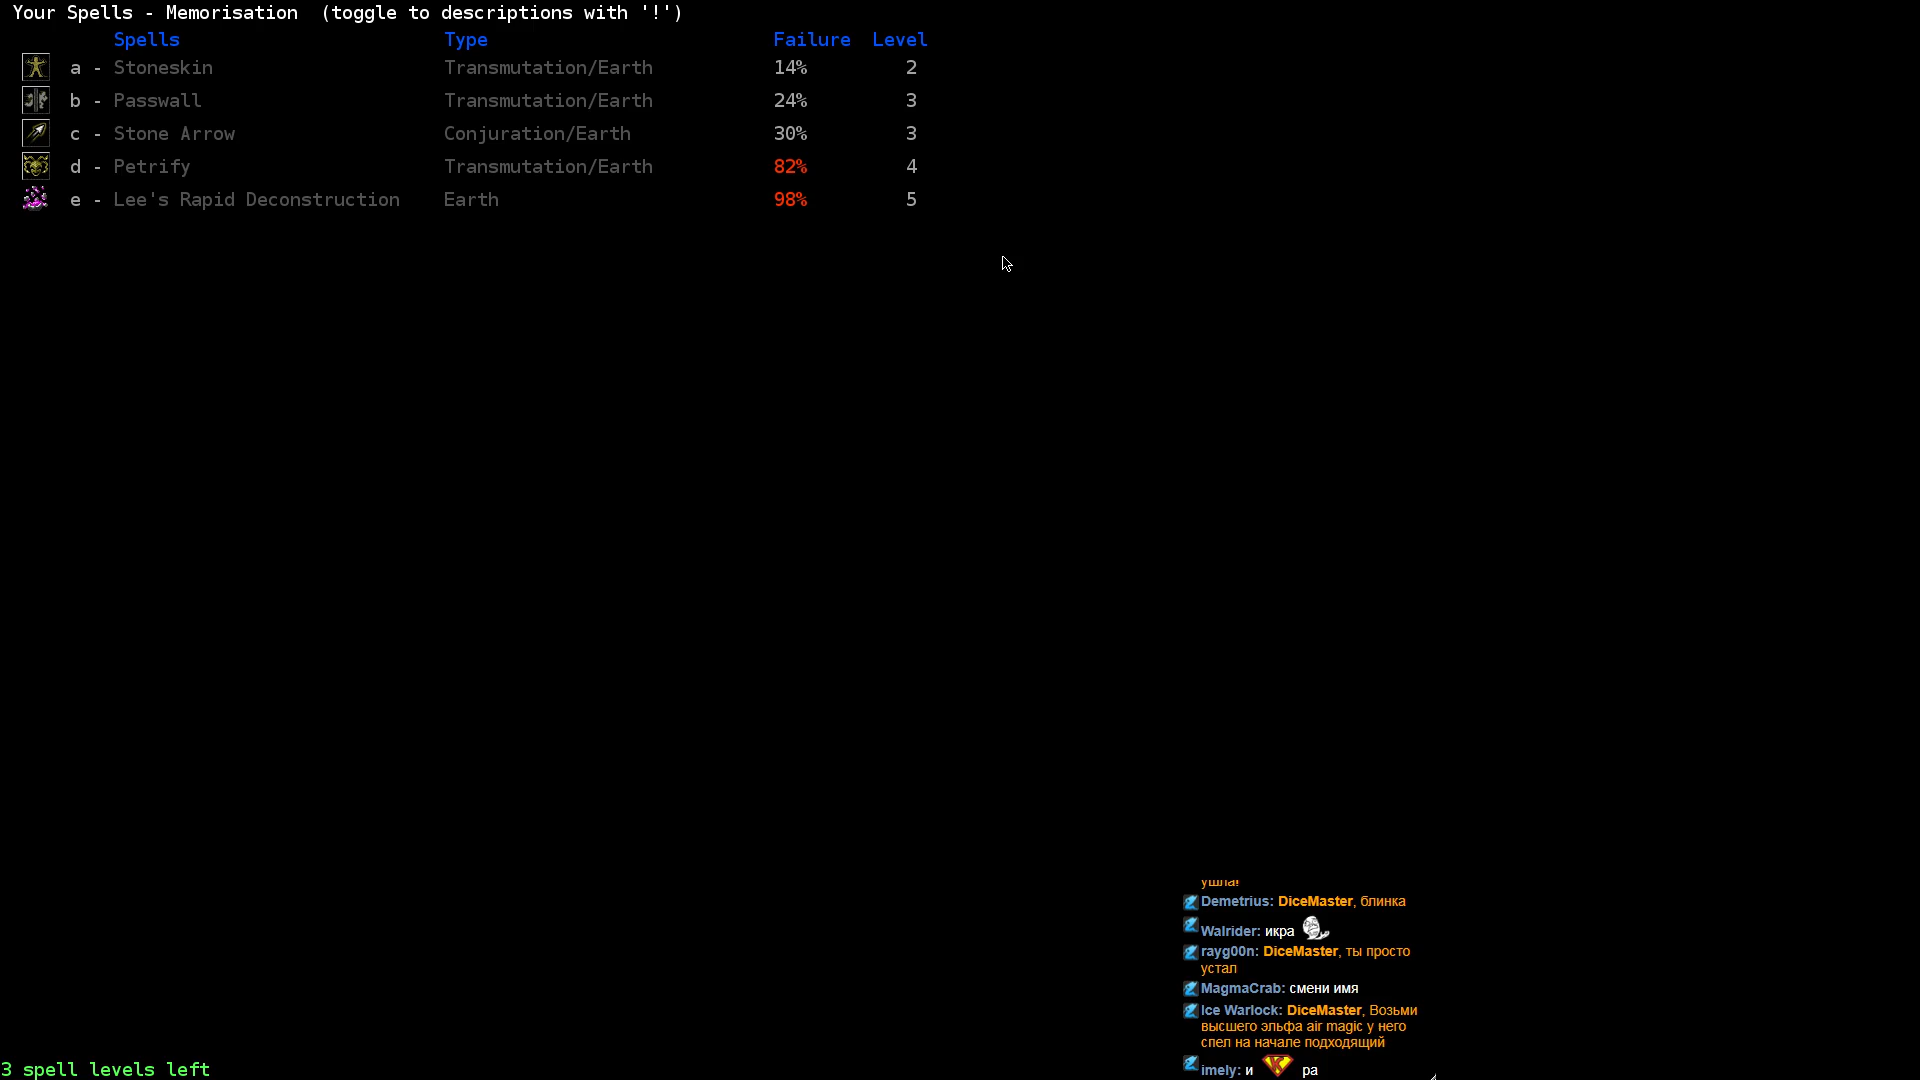 Your Spells - Memorisation (toggle to descriptions with '!')
Spells Type Failure Level
a - Stoneskin Transmutation/Earth 14% 2
b - Passwall Transmutation/Earth 24% 3
c - Stone Arrow Conjuration/Earth 30% 3
d - Petrify Transmutation/Earth 82% 4
e - Lee's Rapid Deconstruction Earth 98% 5
ушла!
Demetrius: DiceMaster, блинка
Walrider: икра
rayg00n: DiceMaster, ты просто
устал
MagmaCrab: смени имя
Ice Warlock: DiceMaster, Возьми
высшего эльфа air magic у него
спел на начале подходящий
imely: и ра
3 spell levels left